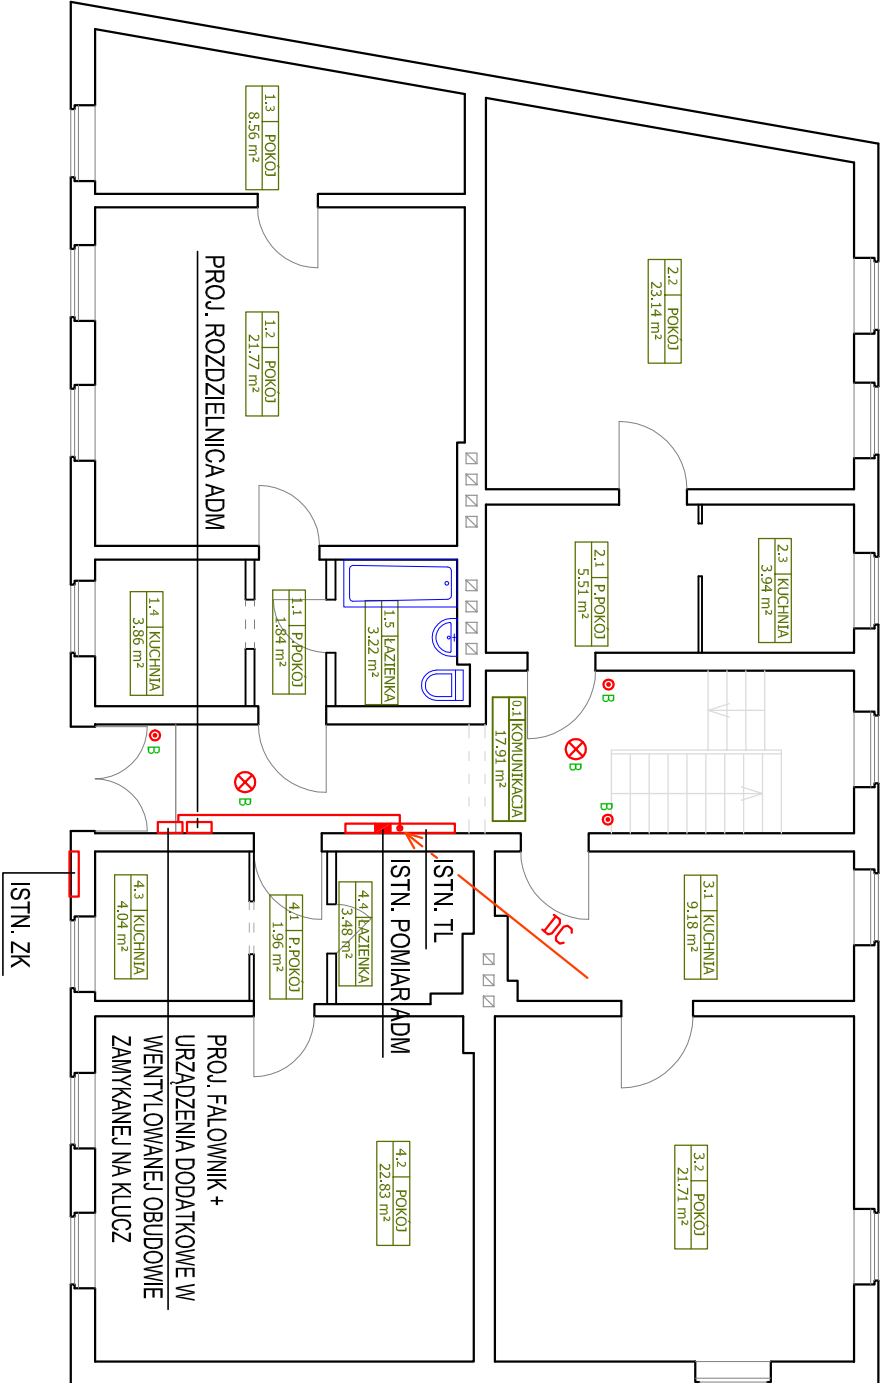 1.3 POKÓJ
8.56 m²
2.2 POKÓJ
23.14 m²
1.2 POKÓJ
21.77 m²
PROJ. ROZDZIELNICA ADM
2.3 KUCHNIA
3.94 m²
2.1 P.POKÓJ
5.51 m²
1.5 ŁAZIENKA
3.22 m²
1.1 P.POKÓJ
1.84 m²
1.4 KUCHNIA
3.86 m²
0.1 KOMUNIKACJA
17.91 m²
B
B
B
B
B
3.1 KUCHNIA
9.18 m²
DC
ISTN. TL
ISTN. POMIAR ADM
4.4 ŁAZIENKA
3.48 m²
4.1 P.POKÓJ
1.96 m²
4.3 KUCHNIA
4.04 m²
ISTN. ZK
PROJ. FALOWNIK +
URZĄDZENIA DODATKOWE W
WENTYLOWANEJ OBUDOWIE
ZAMYKANEJ NA KLUCZ
4.2 POKÓJ
22.83 m²
3.2 POKÓJ
21.71 m²